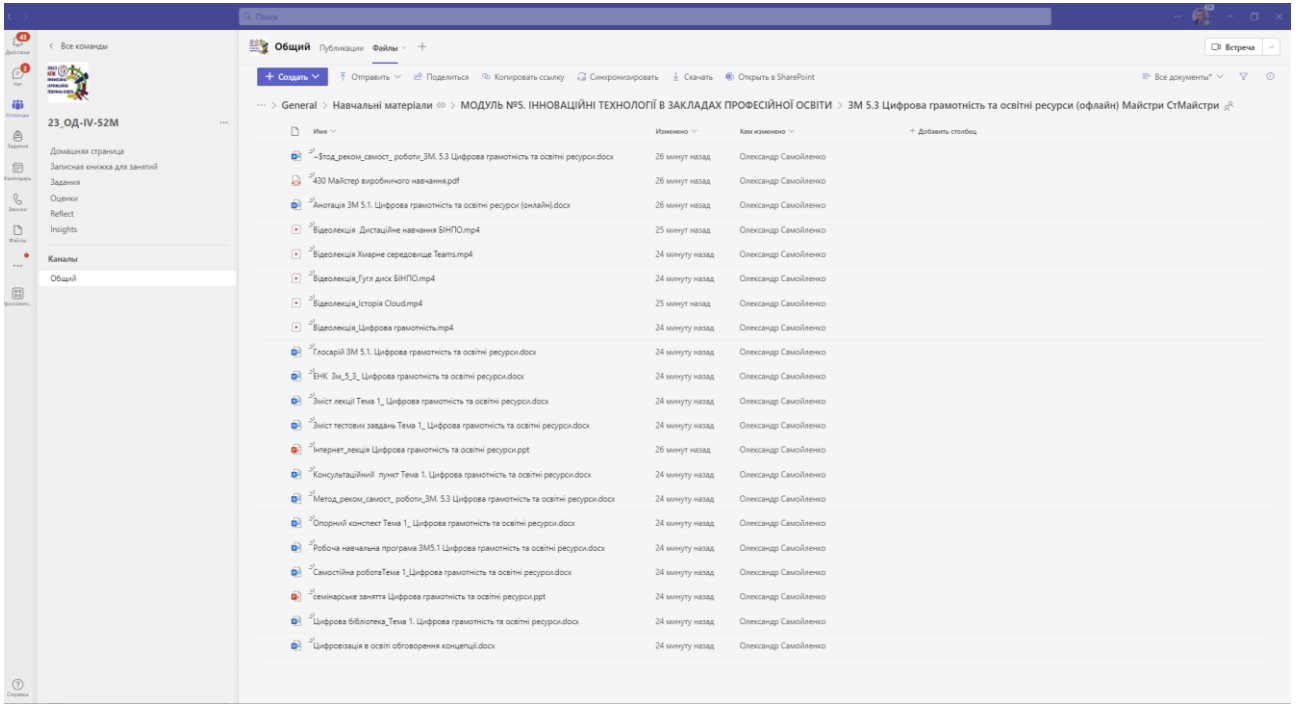 Поиск
41
Действия
Чат
Команды
Задания
Календарь
Звонки
Файлы
Справка
Все команды
23_ОД-IV-52М
Домашняя страница
Записная книжка для занятий
Задания
Оценки
Reflect
Insights
Каналы
Общий
Общий Публикации Файлы
Встреча
Создать Отправить Поделиться Копировать ссылку Синхронизировать Скачать Открыть в SharePoint Все документы*
General > Навчальні матеріали > МОДУЛЬ №5. ІННОВАЦІЙНІ ТЕХНОЛОГІЇ В ЗАКЛАДАХ ПРОФЕСІЙНОЇ ОСВІТИ > ЗМ 5.3 Цифрова грамотність та освітні ресурси (офлайн) Майстри СтМайстри
Имя Изменено Кем изменено + Добавить столбец
~$тод_реком_самост_ роботи_ЗМ. 5.3 Цифрова грамотність та освітні ресурси.docx 26 минут назад Олександр Самойленко
430 Майстер виробничого навчання.pdf 26 минут назад Олександр Самойленко
Анотація ЗМ 5.1. Цифрова грамотність та освітні ресурси (онлайн).docx 26 минут назад Олександр Самойленко
Відеолекція Дистаційне навчання БІНПО.mp4 25 минут назад Олександр Самойленко
Відеолекція Хмарне середовище Teams.mp4 24 минуту назад Олександр Самойленко
Відеолекція_Гугл диск БІНПО.mp4 24 минуту назад Олександр Самойленко
Відеолекція_Історія Cloud.mp4 25 минут назад Олександр Самойленко
Відеолекція_Цифрова грамотність.mp4 24 минуту назад Олександр Самойленко
Глосарій ЗМ 5.1. Цифрова грамотність та освітні ресурси.docx 24 минуту назад Олександр Самойленко
ЕНК Зм_5_3_ Цифрова грамотність та освітні ресурси.docx 24 минуту назад Олександр Самойленко
Зміст лекції Тема 1_ Цифрова грамотність та освітні ресурси.docx 24 минуту назад Олександр Самойленко
Зміст тестових завдань Тема 1_ Цифрова грамотність та освітні ресурси.docx 24 минуту назад Олександр Самойленко
Інтернет_лекція Цифрова грамотність та освітні ресурси.ppt 26 минут назад Олександр Самойленко
Консультаційний пункт Тема 1. Цифрова грамотність та освітні ресурси.docx 24 минуту назад Олександр Самойленко
Метод_реком_самост_ роботи_ЗМ. 5.3 Цифрова грамотність та освітні ресурси.docx 24 минуту назад Олександр Самойленко
Опорний конспект Тема 1_ Цифрова грамотність та освітні ресурси.docx 24 минуту назад Олександр Самойленко
Робоча навчальна програма ЗМ5.1 Цифрова грамотність та освітні ресурси.docx 24 минуту назад Олександр Самойленко
Самостійна роботаТема 1_Цифрова грамотність та освітні ресурси.docx 24 минуту назад Олександр Самойленко
семінарське заняття Цифрова грамотність та освітні ресурси.ppt 24 минуту назад Олександр Самойленко
Цифрова бібліотека_Тема 1. Цифрова грамотність та освітні ресурси.docx 24 минуту назад Олександр Самойленко
Цифровізація в освіті обговорення концепції.docx 24 минуту назад Олександр Самойленко